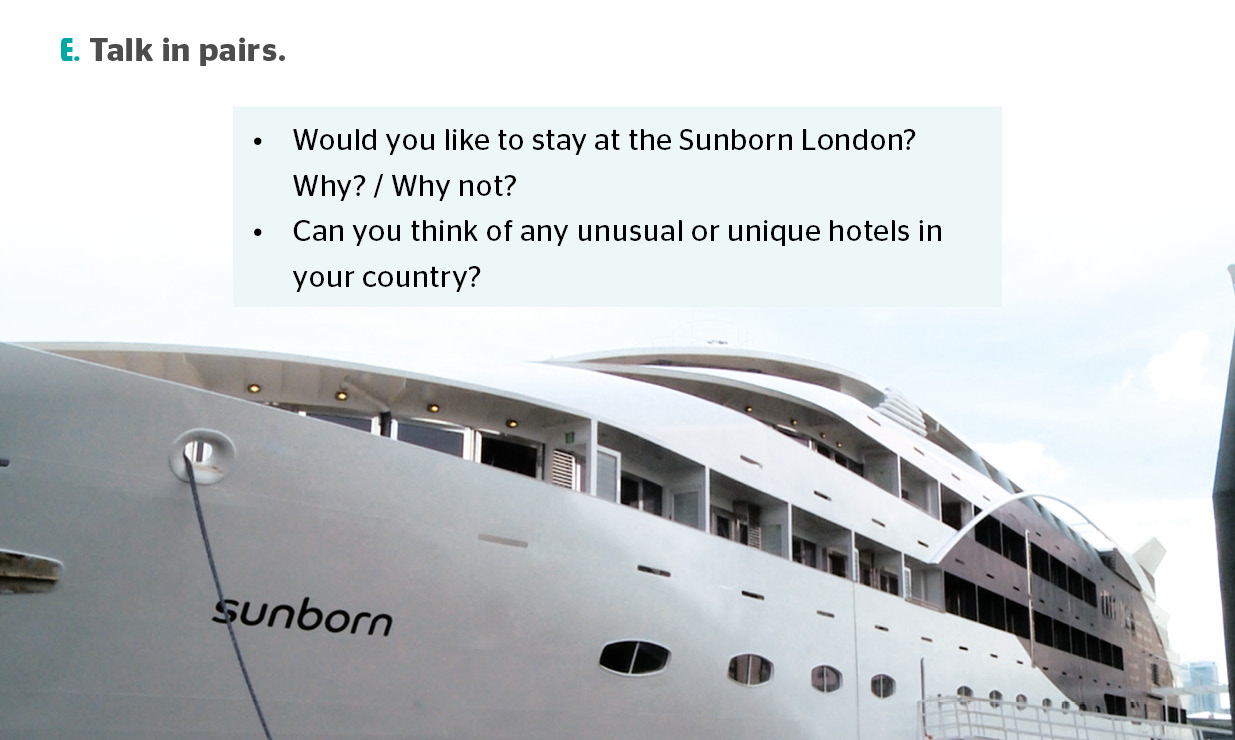 E. Talk in pairs.
• Would you like to stay at the Sunborn London?
Why? / Why not?
• Can you think of any unusual or unique hotels in
your country?
sunborn